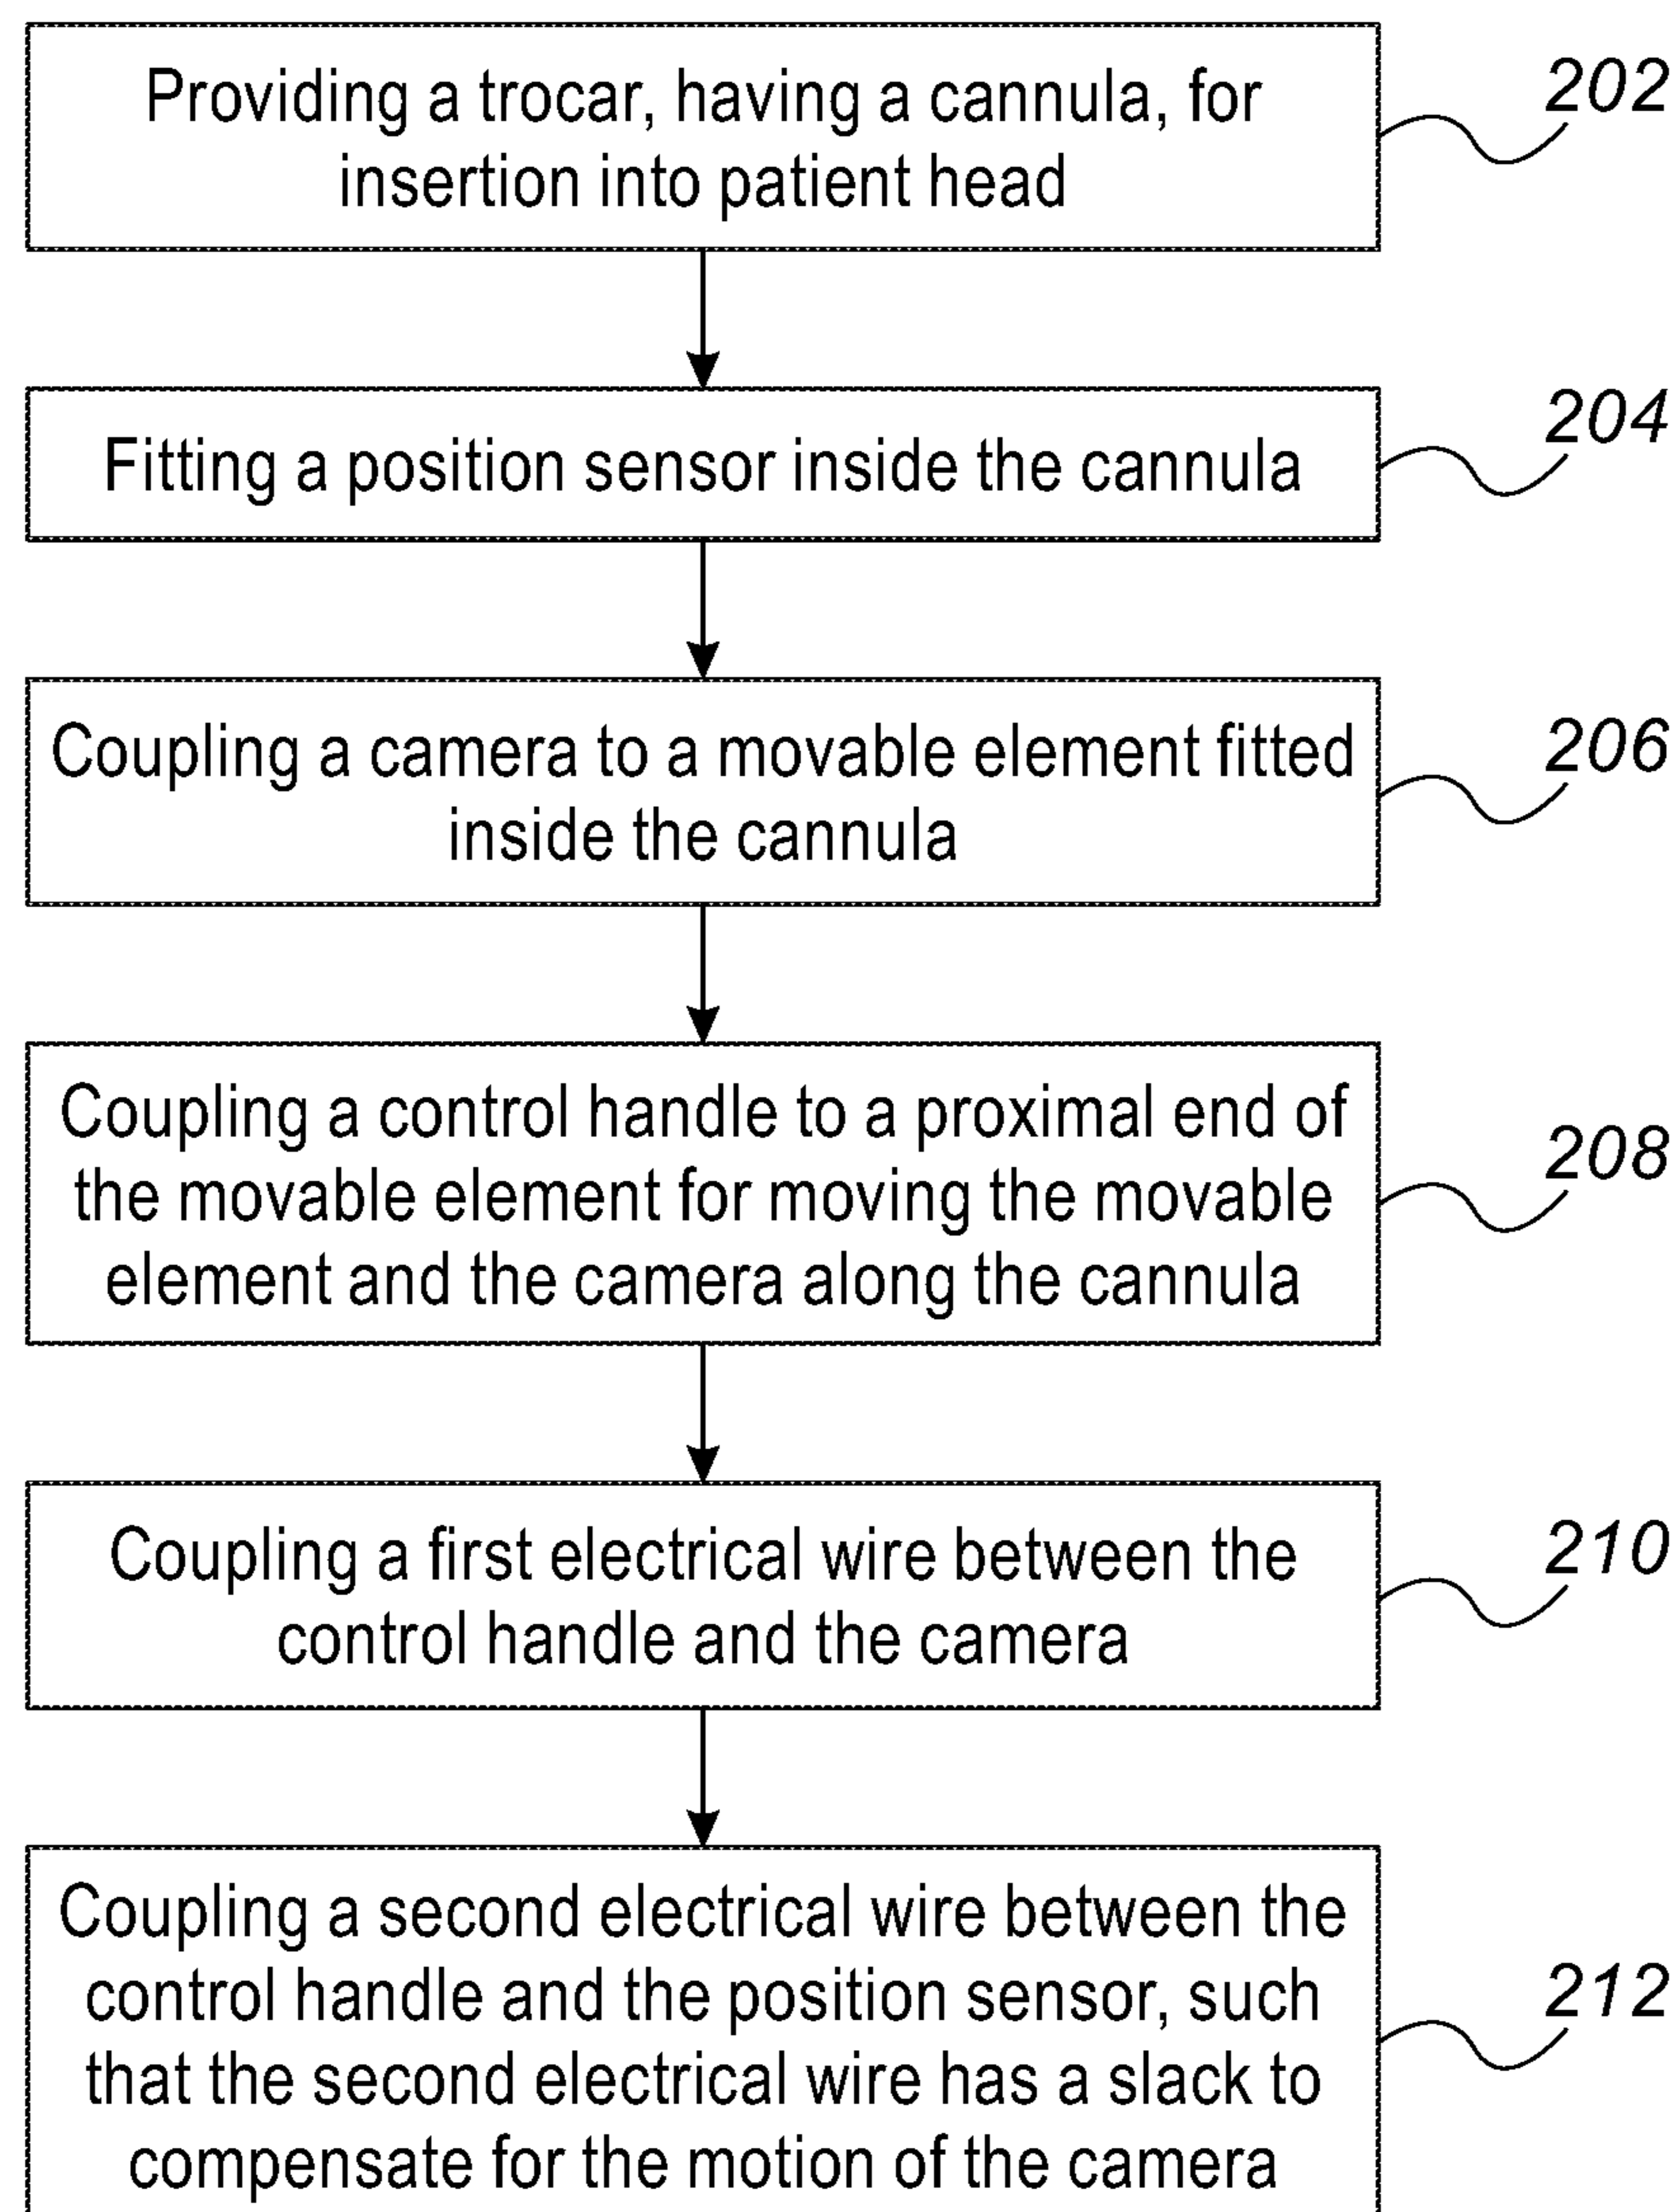 Providing a trocar, having a cannula, for
insertion into patient head
202
Fitting a position sensor inside the cannula
204
Coupling a camera to a movable element fitted
inside the cannula
206
Coupling a control handle to a proximal end of
the movable element for moving the movable
element and the camera along the cannula
208
Coupling a first electrical wire between the
control handle and the camera
210
Coupling a second electrical wire between the
control handle and the position sensor, such
that the second electrical wire has a slack to
compensate for the motion of the camera
212